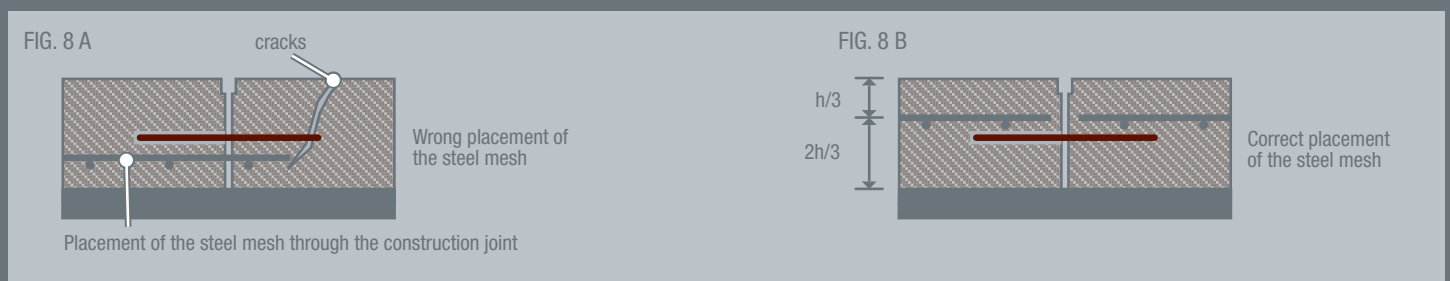 FIG. 8 A
cracks
Wrong placement of
the steel mesh
Placement of the steel mesh through the construction joint
FIG. 8 B
h/3
2h/3
Correct placement
of the steel mesh